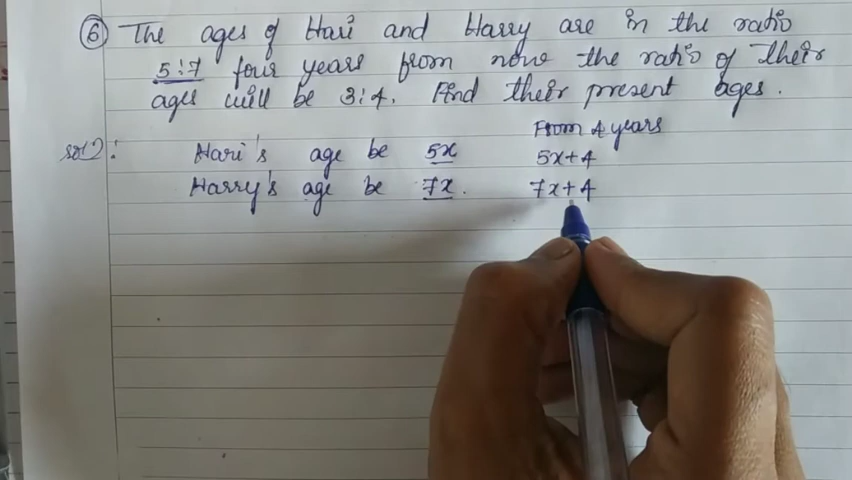 6 The ages of Hari and Harry are in the ratio
5:7 four years from now the ratio of their
ages will be 3:4. Find their present ages.
From 4 years
soln: Hari's age be 5x 5x+4
Harry's age be 7x. 7x+4